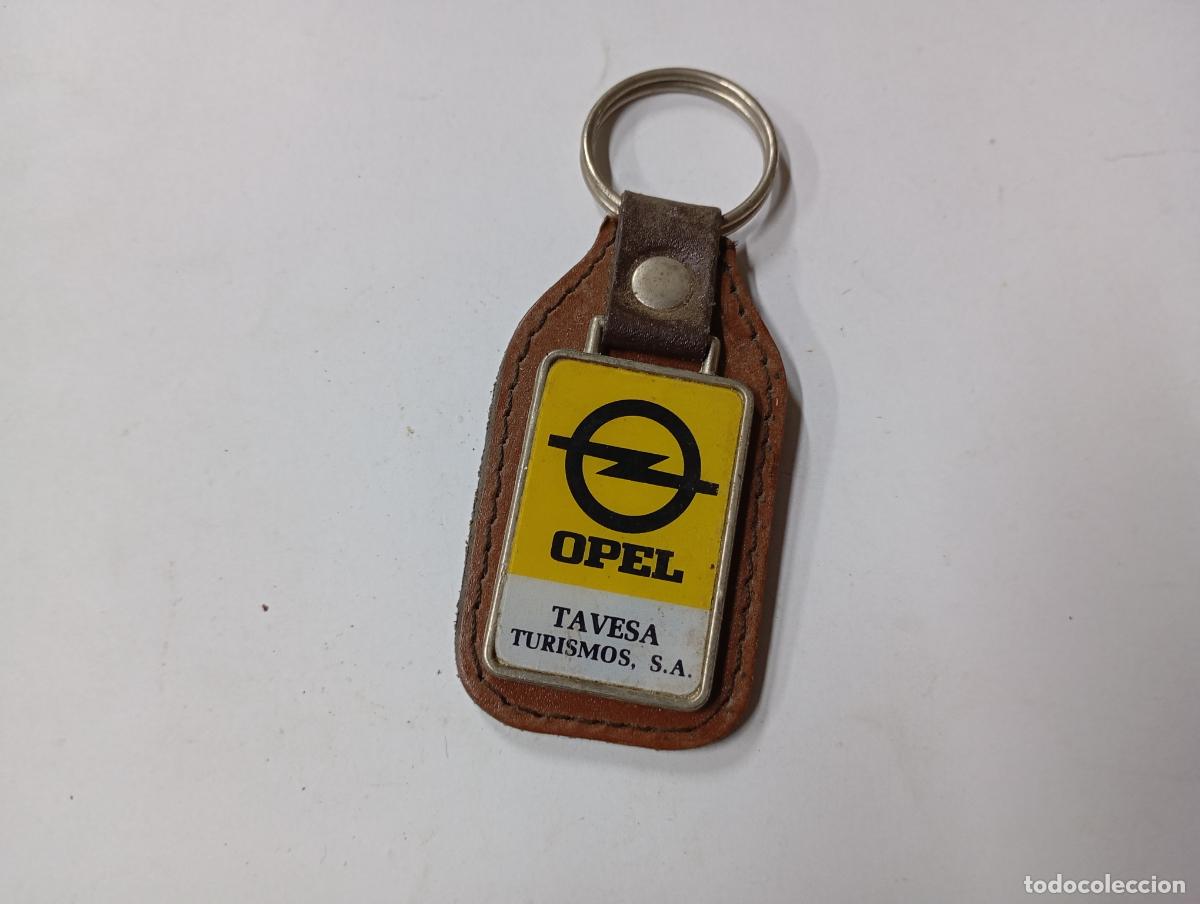 OPEL
TAVESA
TURISMOS, S.A.
todocoleccion